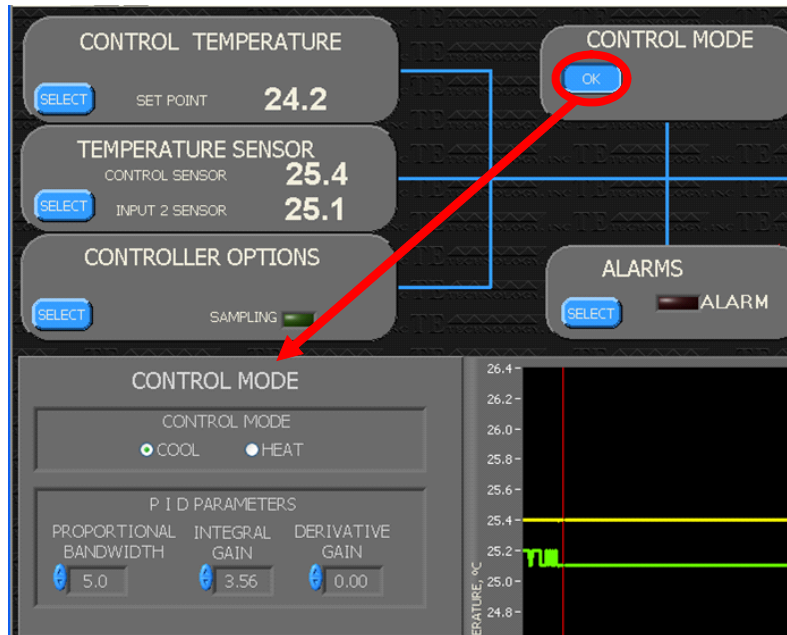 CONTROL TEMPERATURE
SELECT SET POINT 24.2
TEMPERATURE SENSOR
CONTROL SENSOR 25.4
SELECT INPUT 2 SENSOR 25.1
CONTROLLER OPTIONS
SELECT SAMPLING
CONTROL MODE
OK
ALARMS
SELECT ALARM
CONTROL MODE
CONTROL MODE
COOL HEAT
P I D PARAMETERS
PROPORTIONAL INTEGRAL DERIVATIVE
BANDWIDTH GAIN GAIN
5.0 3.56 0.00
26.4
26.2
26.0
25.8
25.6
25.4
25.2
25.0
24.8